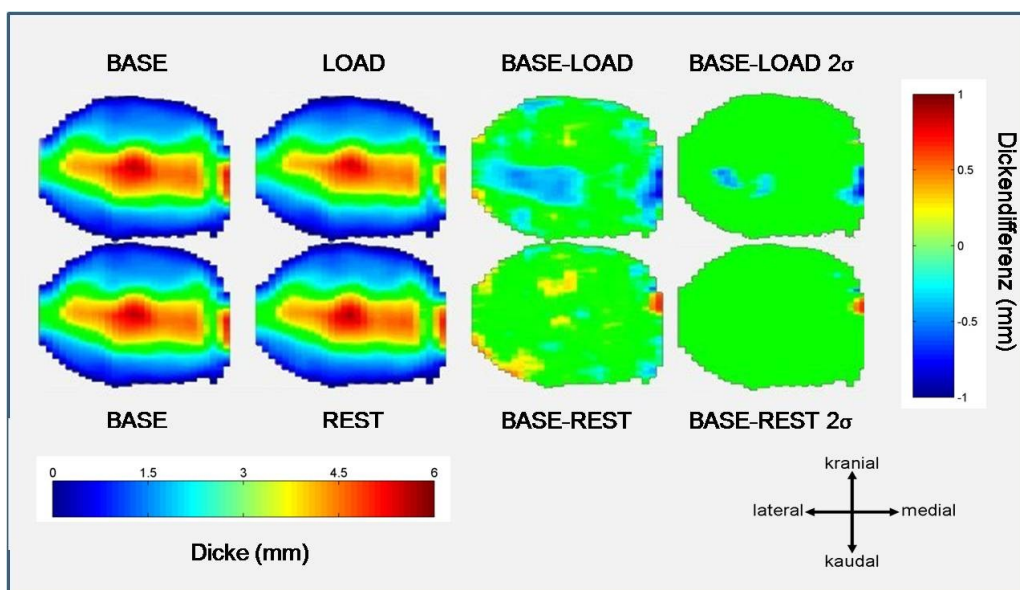 BASE
LOAD
BASE-LOAD
BASE-LOAD 2σ
1
0.5
0
-0.5
-1
Dickendifferenz (mm)
BASE
REST
BASE-REST
BASE-REST 2σ
0
1.5
3
4.5
6
Dicke (mm)
kranial
lateral
medial
kaudal